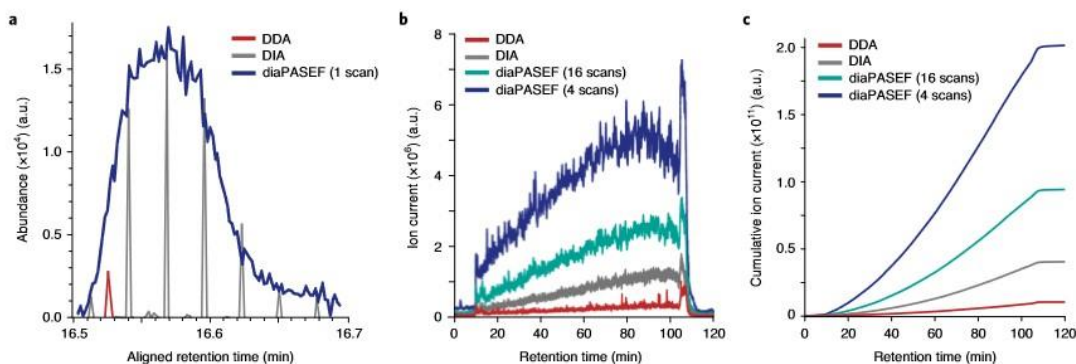 a
Abundance (×10⁴) (a.u.)
1.5
1.0
0.5
0.0
16.5
16.6
16.7
Aligned retention time (min)
DDA
DIA
diaPASEF (1 scan)
b
Ion current (×10⁶) (a.u.)
8
6
4
2
0
0
20
40
60
80
100
120
Retention time (min)
DDA
DIA
diaPASEF (16 scans)
diaPASEF (4 scans)
c
Cumulative ion current (×10¹¹) (a.u.)
2.0
1.5
1.0
0.5
0
0
20
40
60
80
100
120
Retention time (min)
DDA
DIA
diaPASEF (16 scans)
diaPASEF (4 scans)